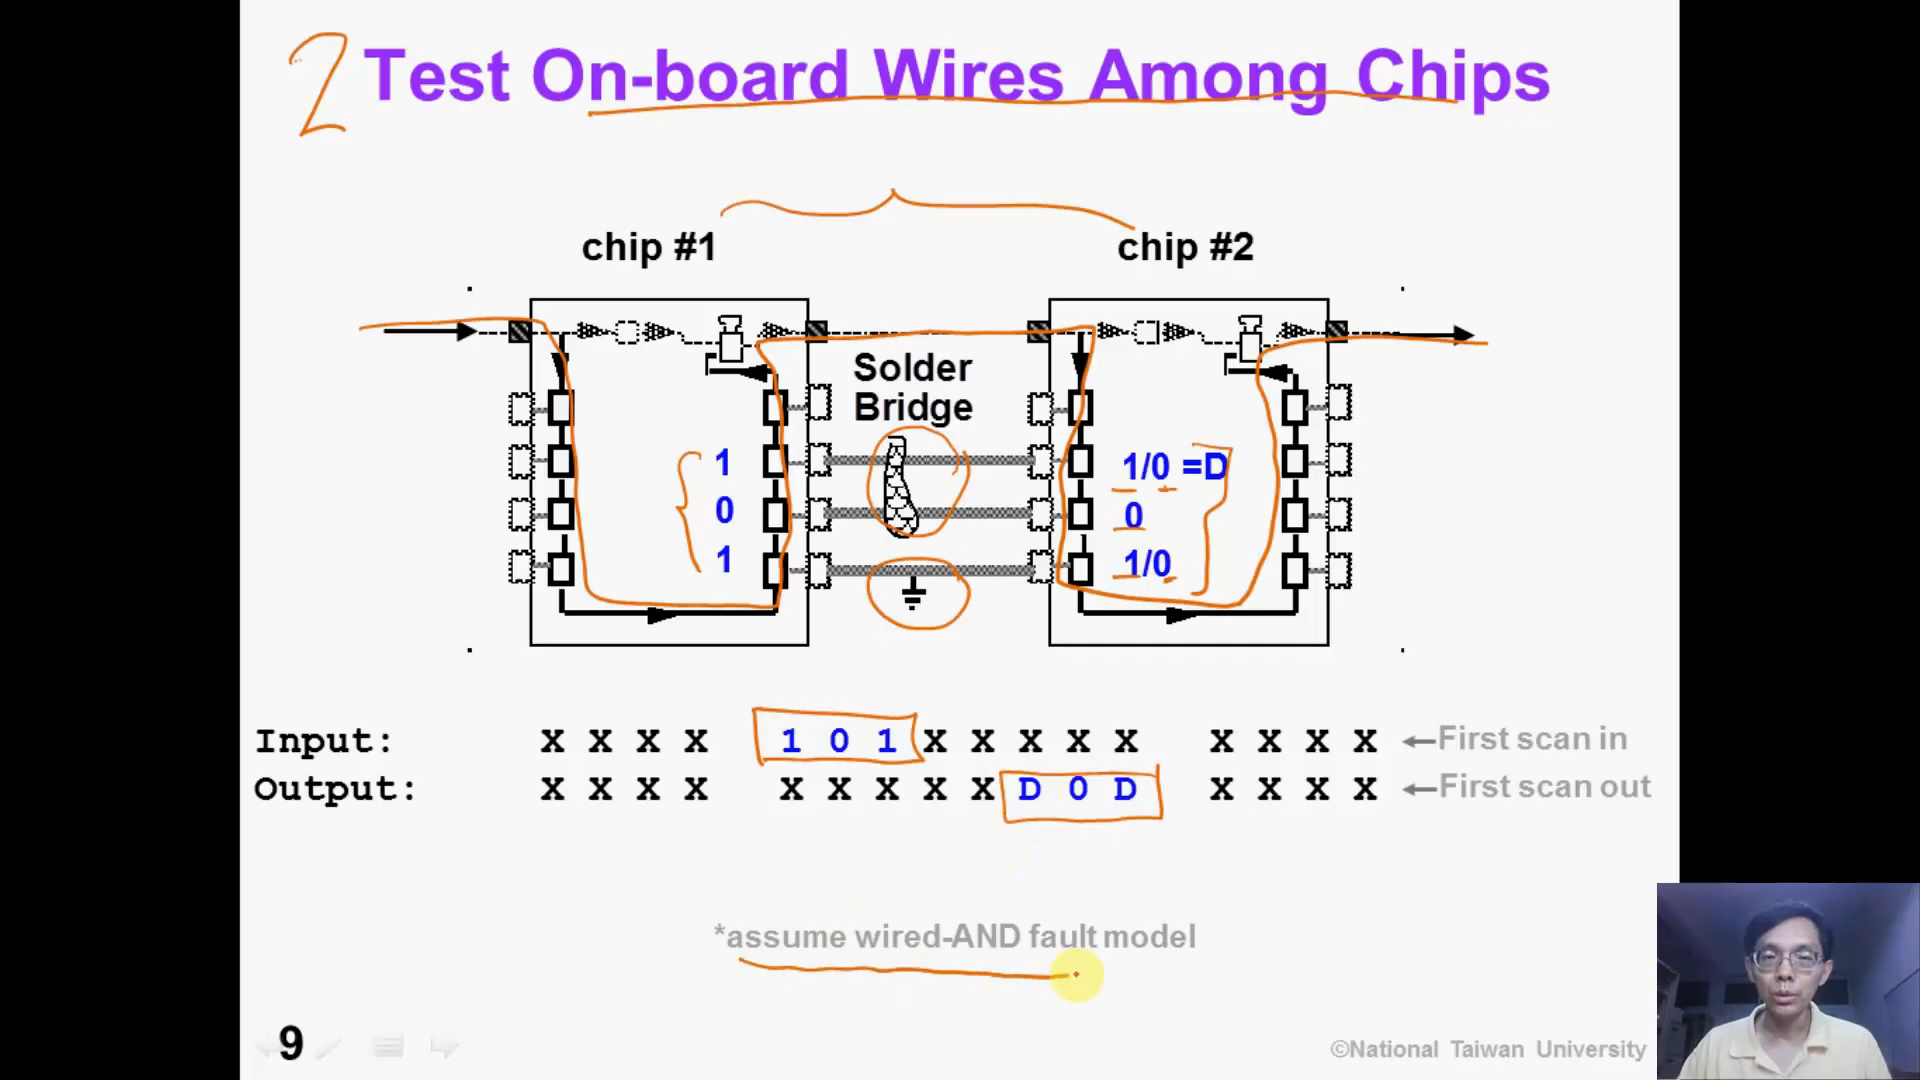 2 Test On-board Wires Among Chips
chip #1
chip #2
Solder
Bridge
1
0
1
1/0 =D
0
1/0
Input: X X X X 1 0 1 X X X X X X X X X ←First scan in
Output: X X X X X X X X X D 0 D X X X X ←First scan out
*assume wired-AND fault model
9
©National Taiwan University